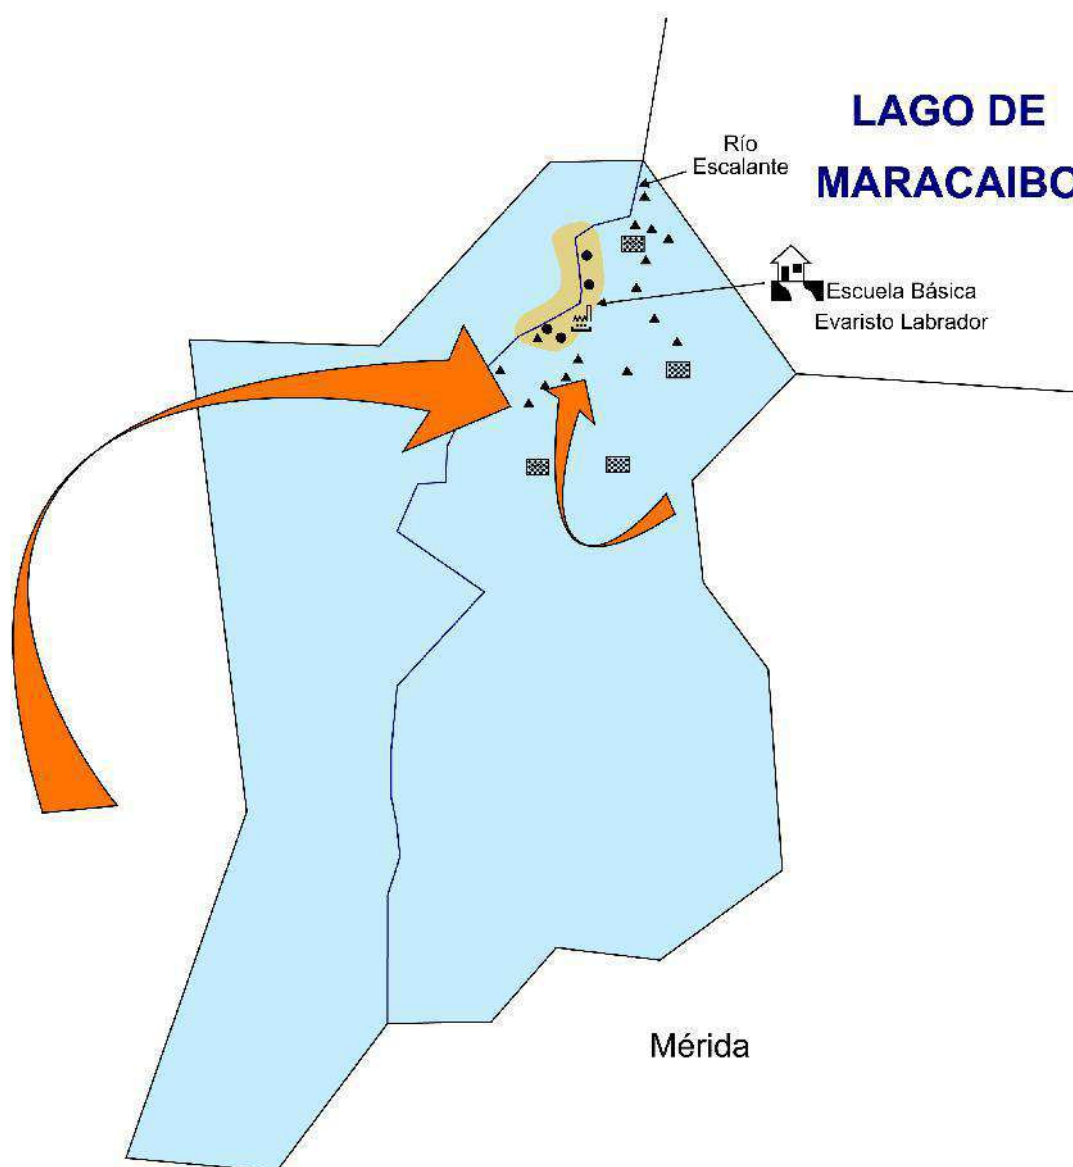 LAGO DE
MARACAIBO
Río
Escalante
Escuela Básica
Evaristo Labrador
Mérida